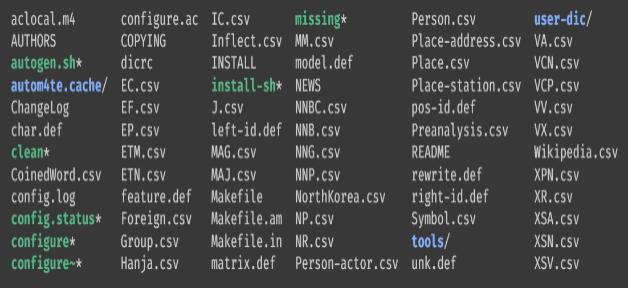 aclocal.m4 configure.ac IC.csv missing* Person.csv user-dic/
AUTHORS COPYING Inflect.csv MM.csv Place-address.csv VA.csv
autogen.sh* dicrc INSTALL model.def Place.csv VCN.csv
autom4te.cache/ EC.csv install-sh* NEWS Place-station.csv VCP.csv
ChangeLog EF.csv J.csv NNBC.csv pos-id.def VV.csv
char.def EP.csv left-id.def NNB.csv Preanalysis.csv VX.csv
clean* ETM.csv MAG.csv NNG.csv README Wikipedia.csv
CoinedWord.csv ETN.csv MAJ.csv NNP.csv rewrite.def XPN.csv
config.log feature.def Makefile NorthKorea.csv right-id.def XR.csv
config.status* Foreign.csv Makefile.am NP.csv Symbol.csv XSA.csv
configure* Group.csv Makefile.in NR.csv tools/ XSN.csv
configure~* Hanja.csv matrix.def Person-actor.csv unk.def XSV.csv